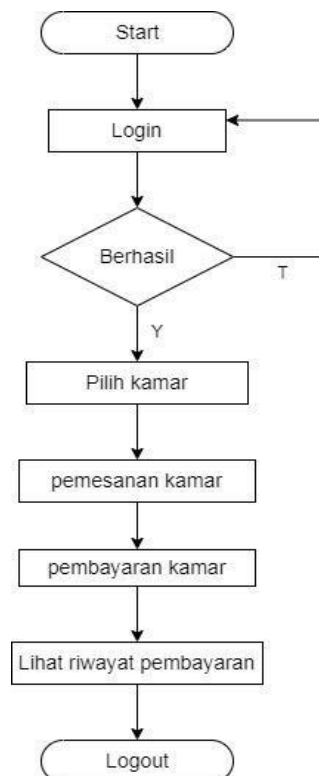 Start
Login
Berhasil
T
Y
Pilih kamar
pemesanan kamar
pembayaran kamar
Lihat riwayat pembayaran
Logout